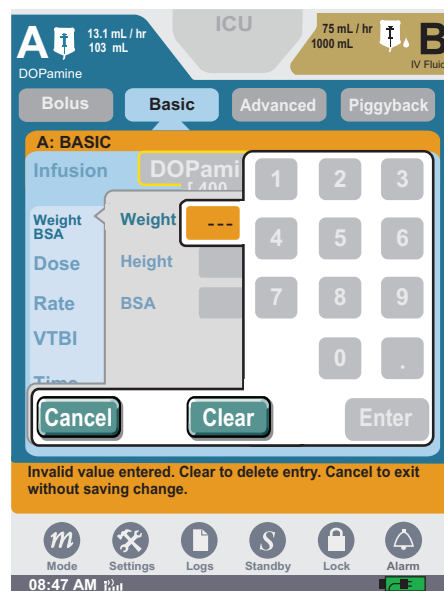 ICU
A 13.1 mL / hr 103 mL
DOPamine
75 mL / hr 1000 mL B
IV Fluid
Bolus Basic Advanced Piggyback
A: BASIC
Infusion DOPami
[ 400
Weight
BSA
Weight ---
1 2 3
4 5 6
Dose Height
Rate BSA
7 8 9
VTBI
0 .
Time
Cancel Clear Enter
Invalid value entered. Clear to delete entry. Cancel to exit
without saving change.
m S
Mode Settings Logs Standby Lock Alarm
08:47 AM